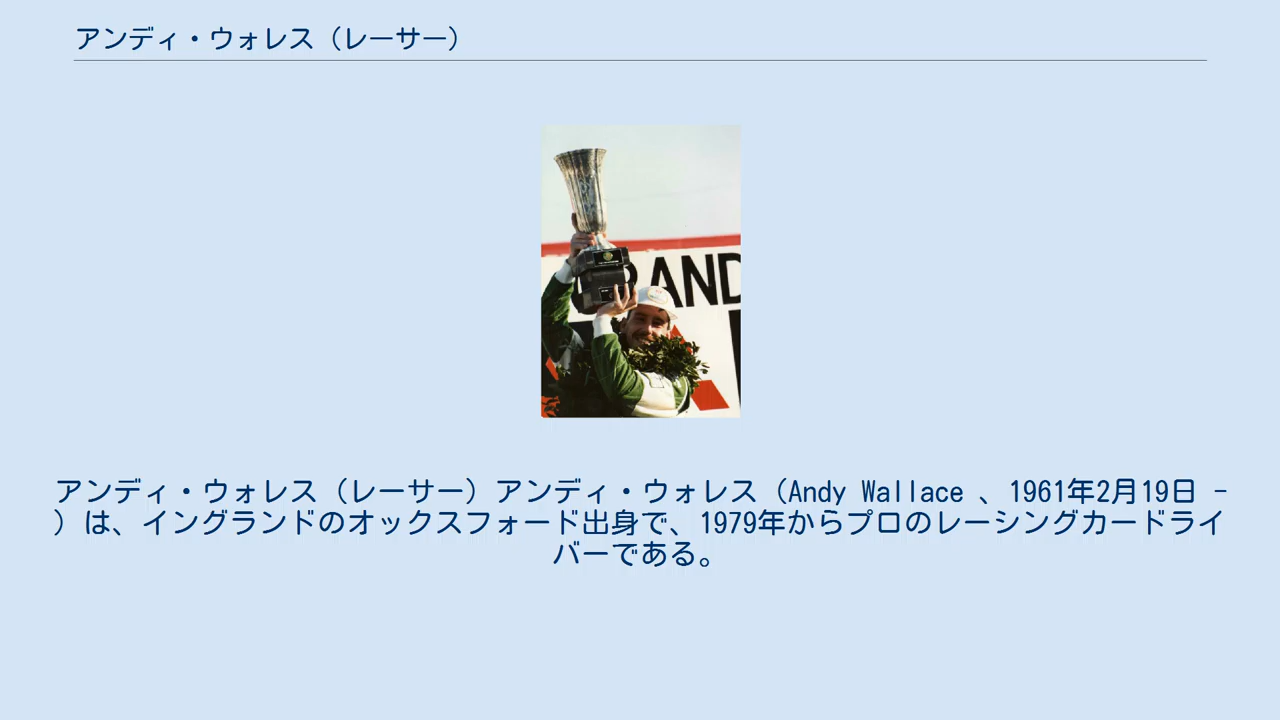 アンディ・ウォレス（レーサー）
AND
アンディ・ウォレス（レーサー）アンディ・ウォレス（Andy Wallace 、1961年2月19日 -
）は、イングランドのオックスフォード出身で、1979年からプロのレーシングカードライ
バーである。